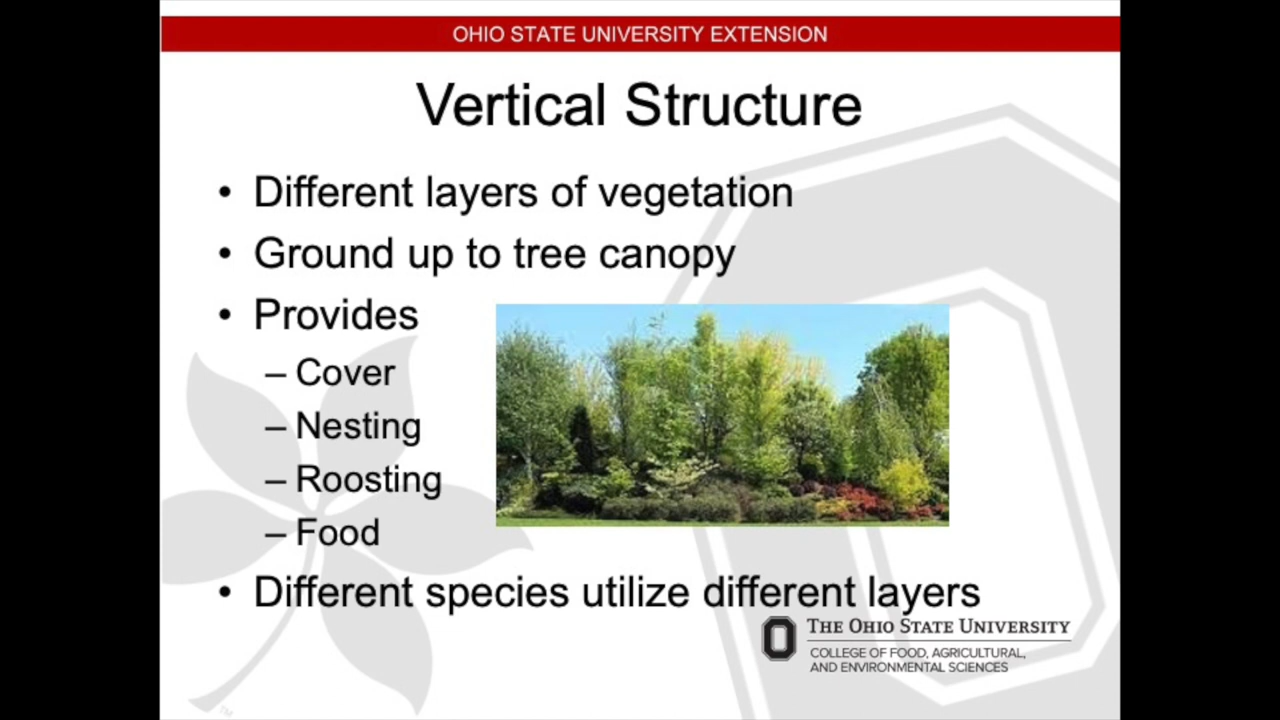 OHIO STATE UNIVERSITY EXTENSION
Vertical Structure
• Different layers of vegetation
• Ground up to tree canopy
• Provides
– Cover
– Nesting
– Roosting
– Food
• Different species utilize different layers
THE OHIO STATE UNIVERSITY
COLLEGE OF FOOD, AGRICULTURAL,
AND ENVIRONMENTAL SCIENCES
TM